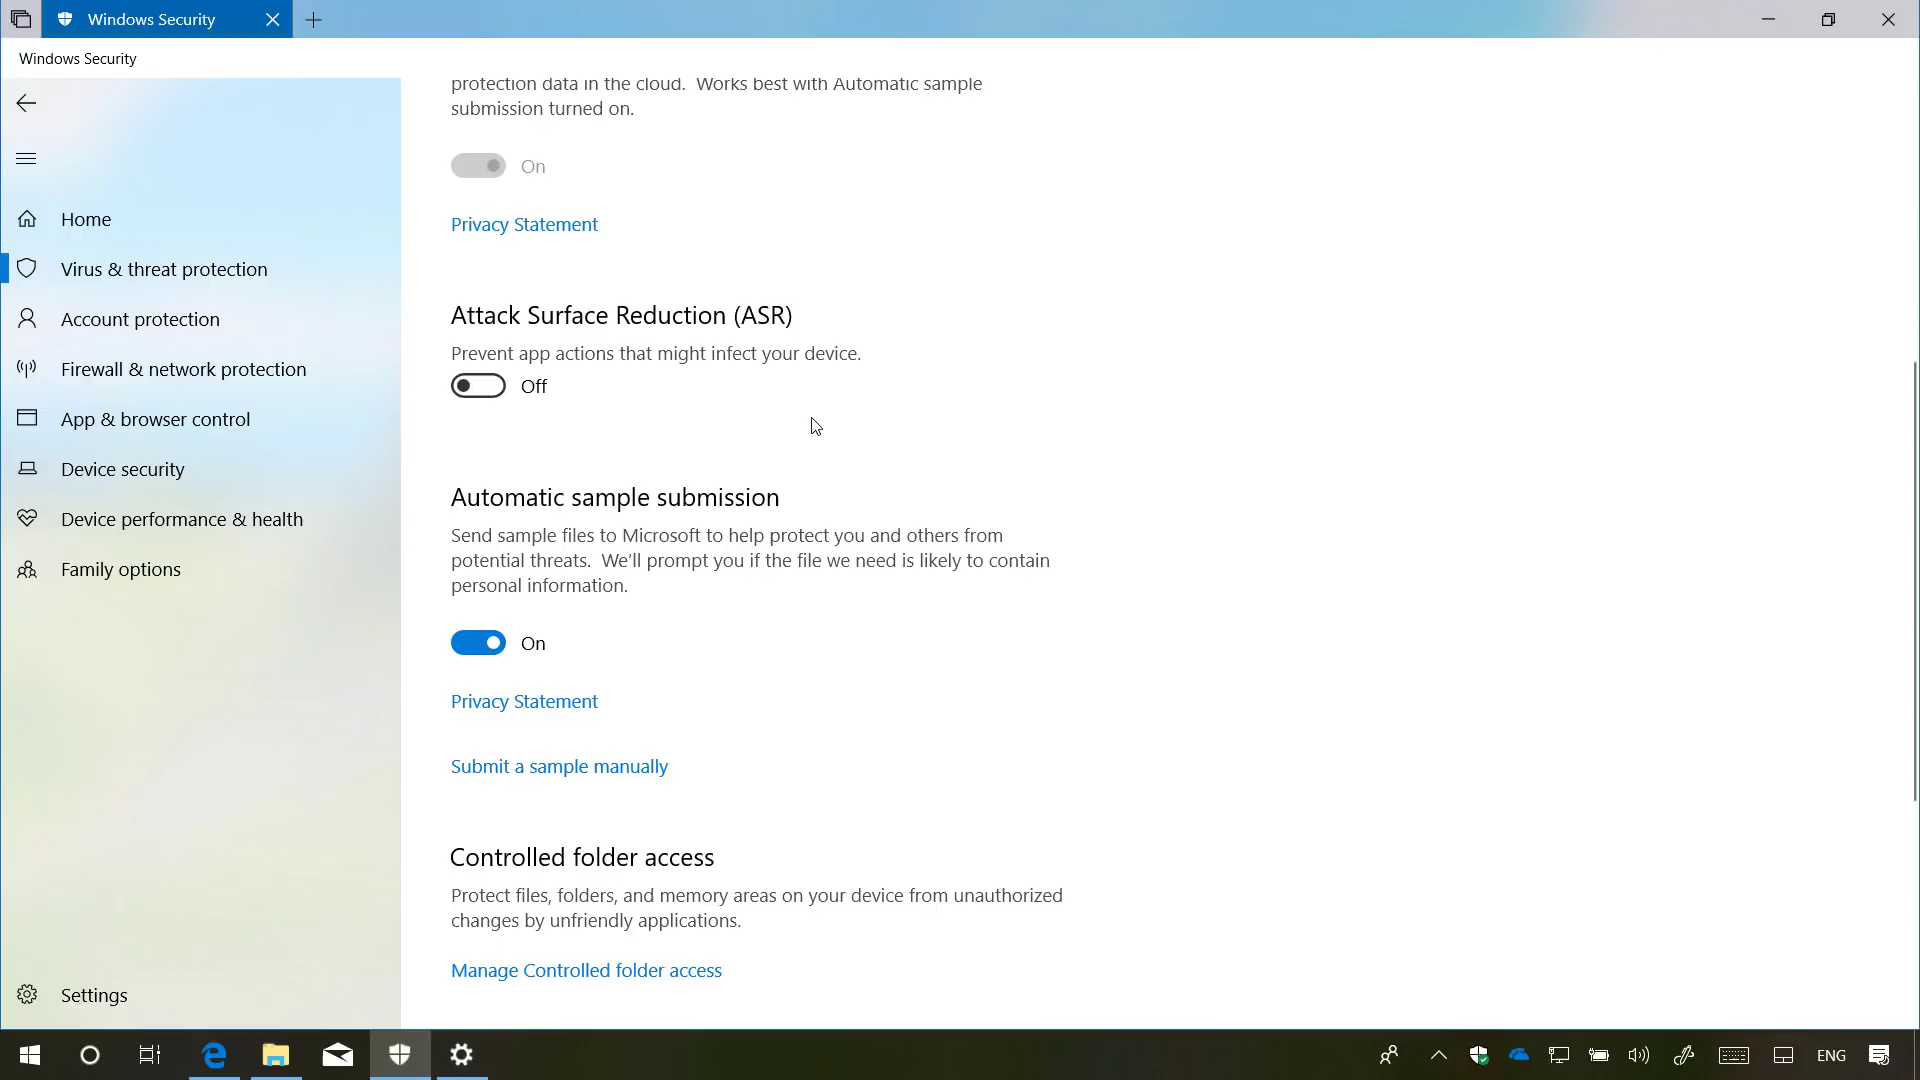 Windows Security
Windows Security
protection data in the cloud.  Works best with Automatic sample
submission turned on.
On
Privacy Statement
Home
Virus & threat protection
Account protection
Firewall & network protection
App & browser control
Device security
Device performance & health
Family options
Settings
Attack Surface Reduction (ASR)
Prevent app actions that might infect your device.
Off
Automatic sample submission
Send sample files to Microsoft to help protect you and others from
potential threats.  We'll prompt you if the file we need is likely to contain
personal information.
On
Privacy Statement
Submit a sample manually
Controlled folder access
Protect files, folders, and memory areas on your device from unauthorized
changes by unfriendly applications.
Manage Controlled folder access
ENG